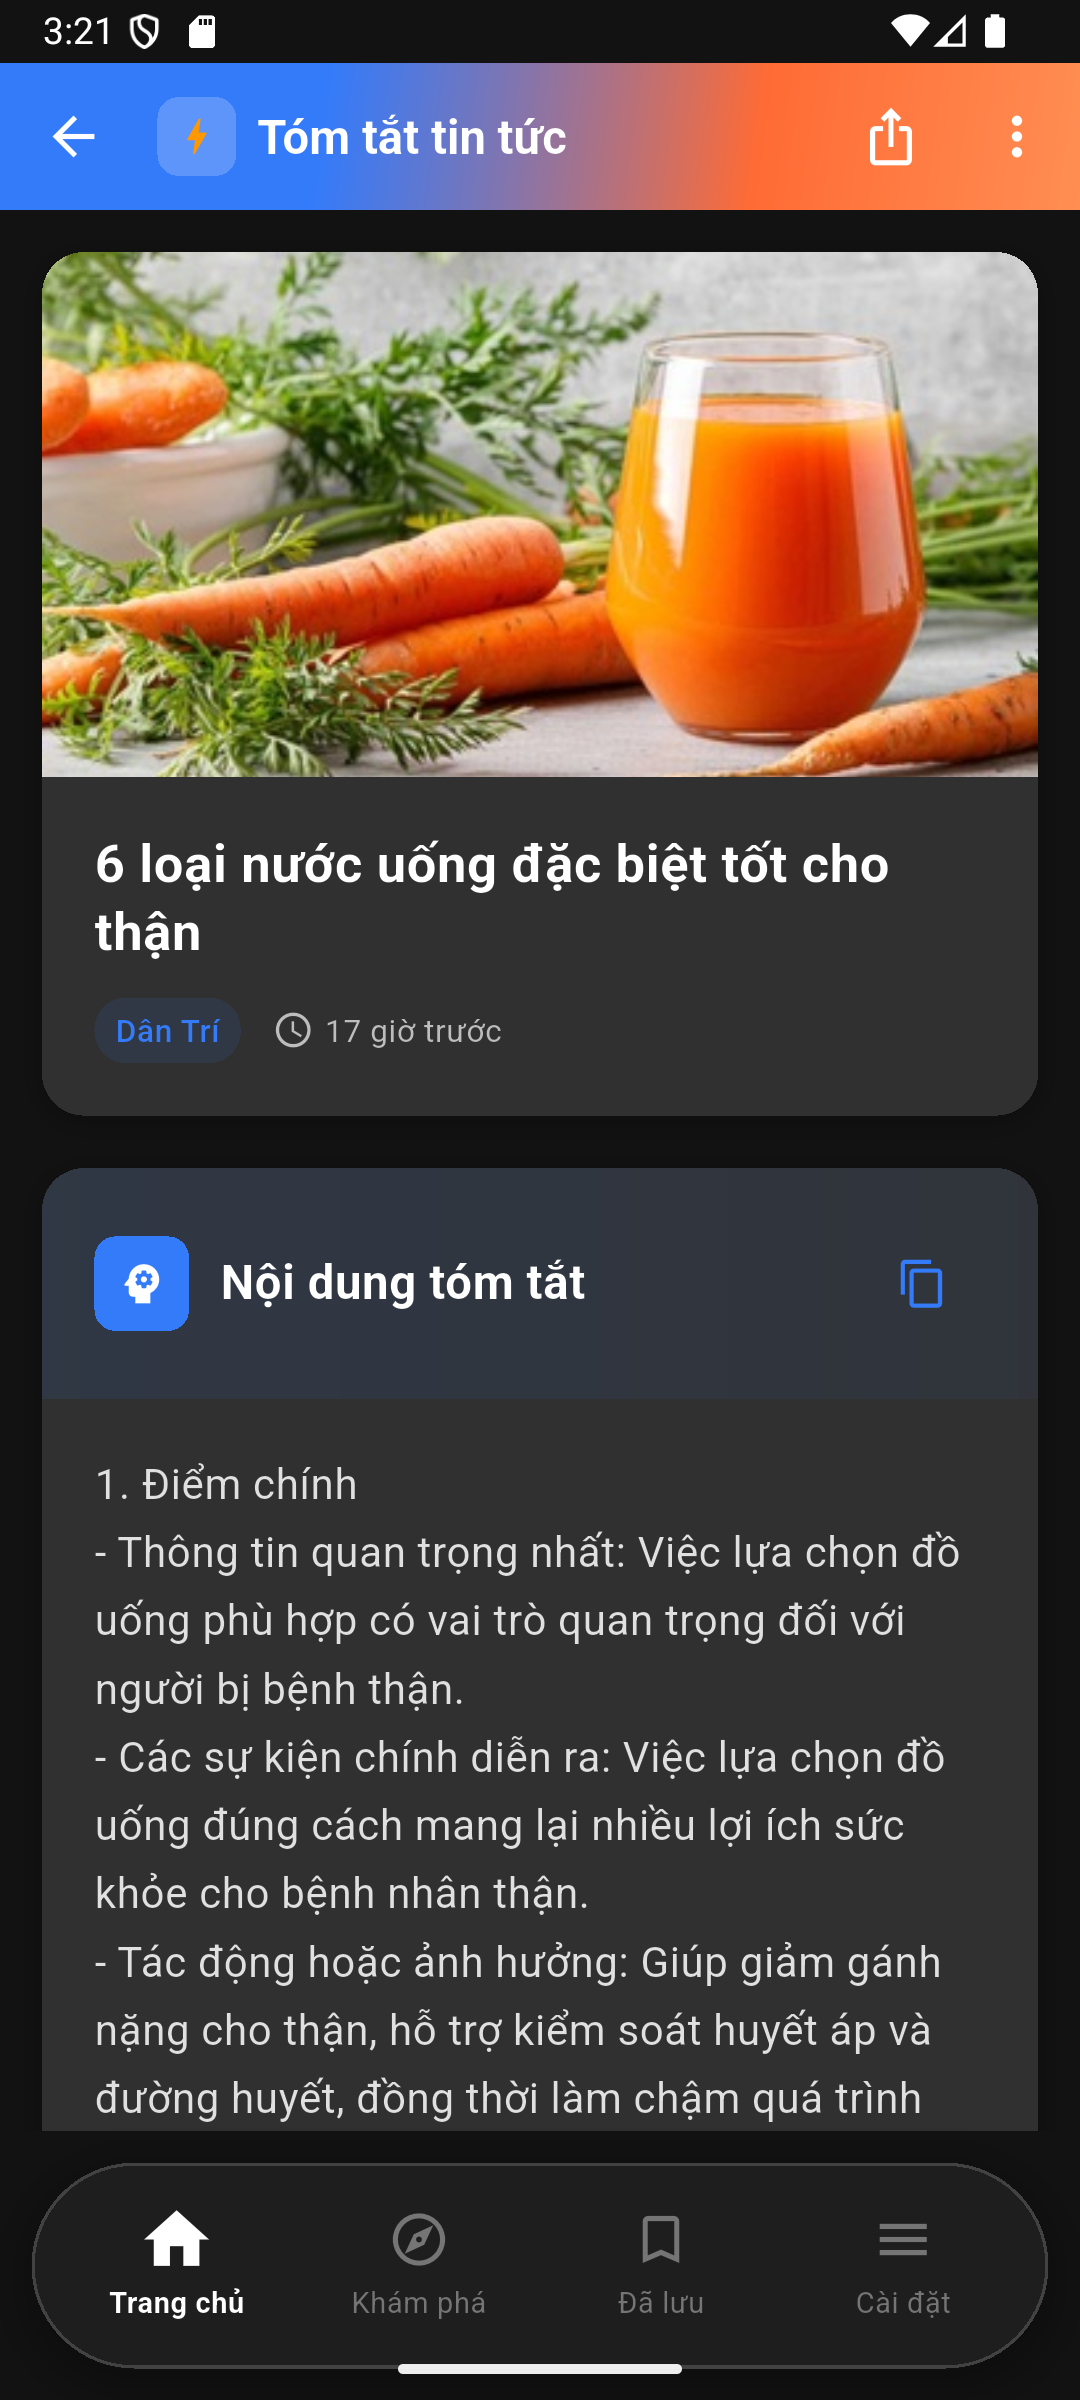 3:21
Tóm tắt tin tức
6 loại nước uống đặc biệt tốt cho
thận
Dân Trí
17 giờ trước
Nội dung tóm tắt
1. Điểm chính
- Thông tin quan trọng nhất: Việc lựa chọn đồ
uống phù hợp có vai trò quan trọng đối với
người bị bệnh thận.
- Các sự kiện chính diễn ra: Việc lựa chọn đồ
uống đúng cách mang lại nhiều lợi ích sức
khỏe cho bệnh nhân thận.
- Tác động hoặc ảnh hưởng: Giúp giảm gánh
nặng cho thận, hỗ trợ kiểm soát huyết áp và
đường huyết, đồng thời làm chậm quá trình
Trang chủ
Khám phá
Đã lưu
Cài đặt